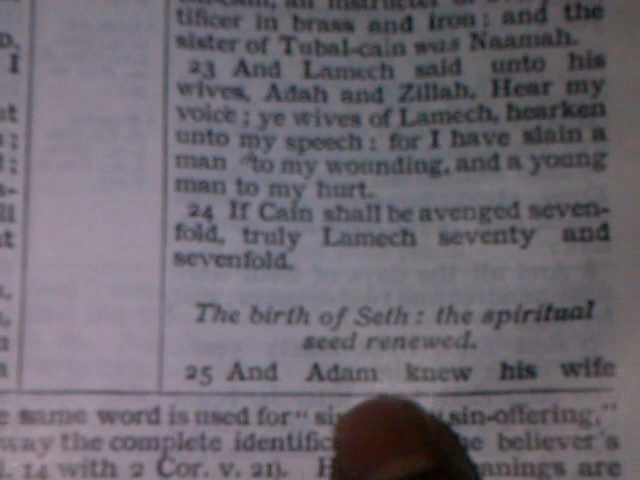 tificer in brass and iron: and the
sister of Tubal-cain was Naamah.
23 And Lamech said unto his
wives, Adah and Zillah, Hear my
voice; ye wives of Lamech, hearken
unto my speech: for I have slain a
man to my wounding, and a young
man to my hurt.
24 If Cain shall be avenged seven-
fold, truly Lamech seventy and
sevenfold.
The birth of Seth: the spiritual
seed renewed.
25 And Adam knew his wife
same word is used for " sin-offering,"
way the complete believer's
14 with 2 Cor. v. 21). are